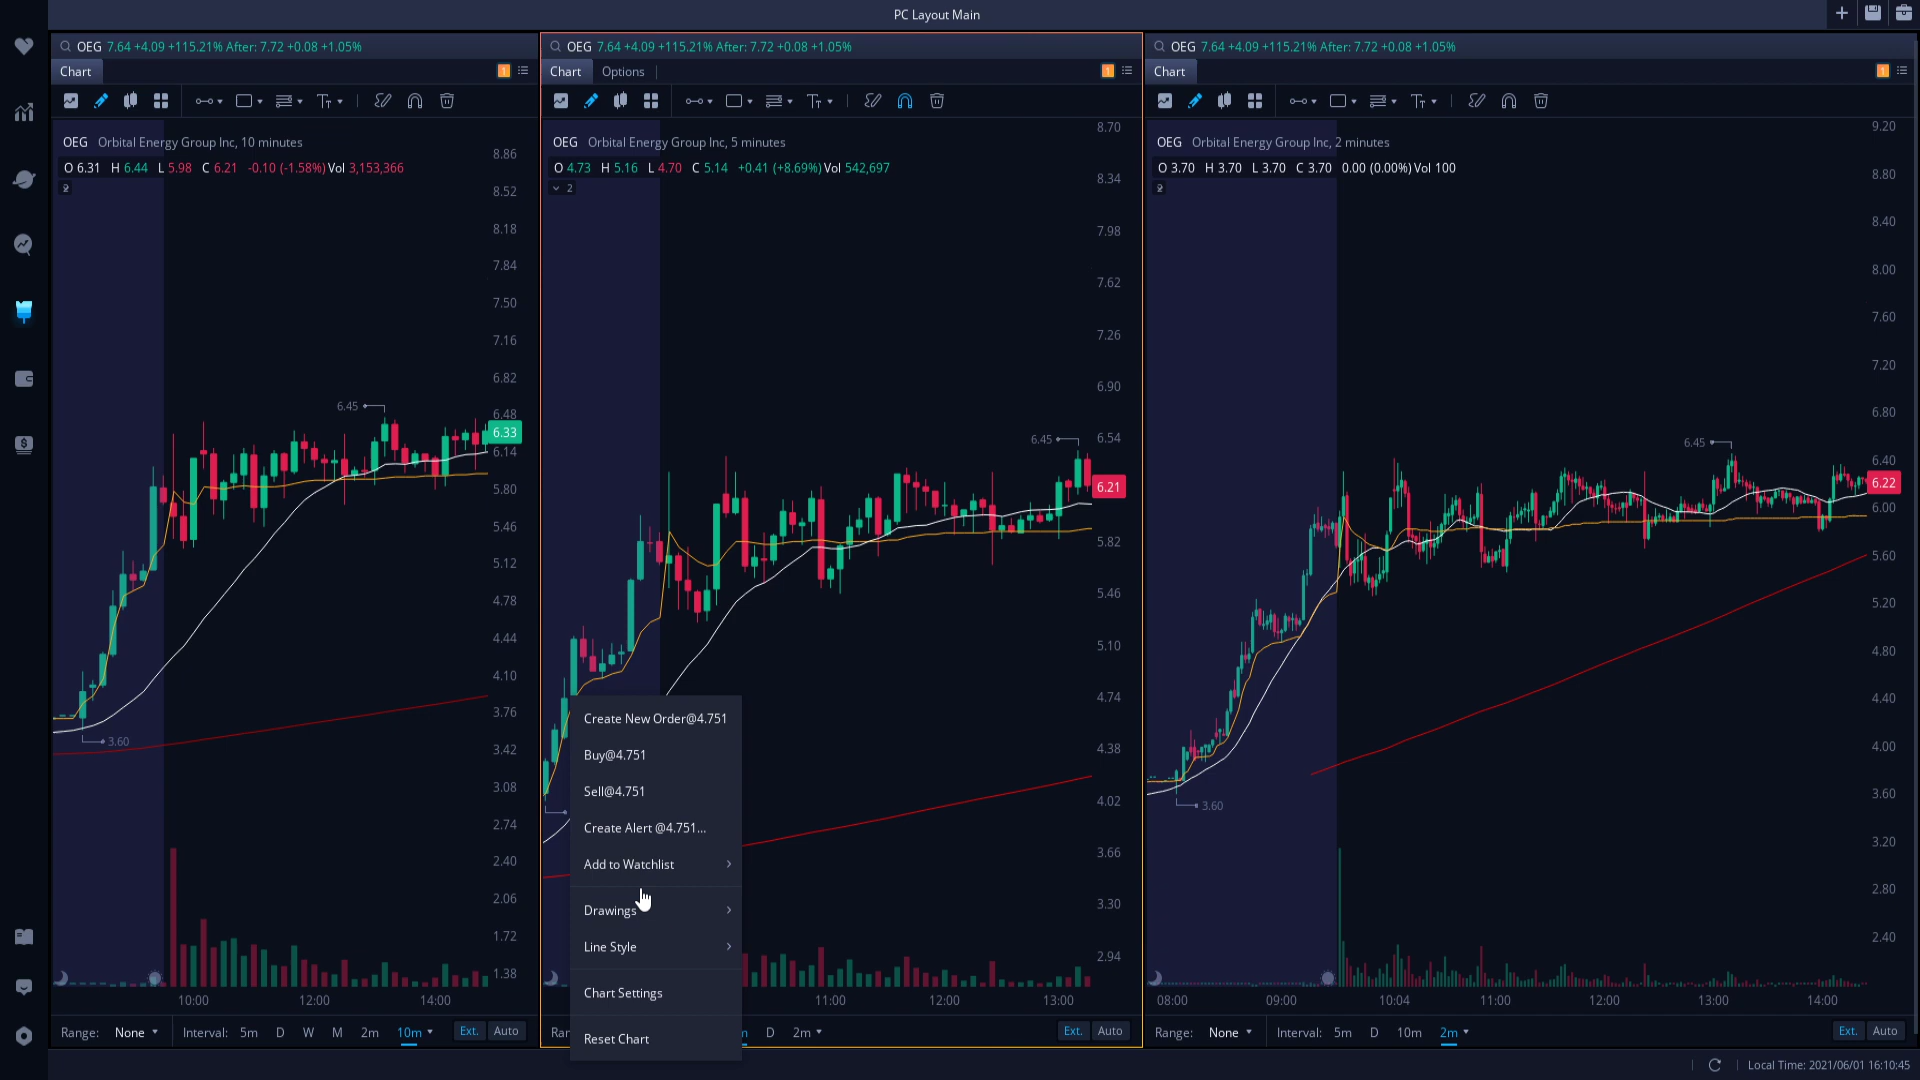 PC Layout Main
OEG 7.64 +4.09 +115.21% After: 7.72 +0.08 +1.05%
Chart
1
OEG Orbital Energy Group Inc, 10 minutes
O 6.31 H 6.44 L 5.98 C 6.21 -0.10 (-1.58%) Vol 3,153,366
2
8.86
8.52
8.18
7.84
7.50
7.16
6.82
6.48
6.33
6.14
5.80
5.46
5.12
4.78
4.44
4.10
3.76
3.42
3.08
2.74
2.40
2.06
1.72
1.38
6.45
3.60
10:00 12:00 14:00
Range: None Interval: 5m D W M 2m 10m Ext. Auto
OEG 7.64 +4.09 +115.21% After: 7.72 +0.08 +1.05%
Chart Options
1
OEG Orbital Energy Group Inc, 5 minutes
O 4.73 H 5.16 L 4.70 C 5.14 +0.41 (+8.69%) Vol 542,697
2
8.70
8.34
7.98
7.62
7.26
6.90
6.54
6.21
5.82
5.46
5.10
4.74
4.38
4.02
3.66
3.30
2.94
6.45
Create New Order@4.751
Buy@4.751
Sell@4.751
Create Alert @4.751...
Add to Watchlist
Drawings
Line Style
Chart Settings
Reset Chart
11:00 12:00 13:00
Rar m D 2m Ext. Auto
OEG 7.64 +4.09 +115.21% After: 7.72 +0.08 +1.05%
Chart
1
OEG Orbital Energy Group Inc, 2 minutes
O 3.70 H 3.70 L 3.70 C 3.70 0.00 (0.00%) Vol 100
2
9.20
8.80
8.40
8.00
7.60
7.20
6.80
6.40
6.22
6.00
5.60
5.20
4.80
4.40
4.00
3.60
3.20
2.80
2.40
6.45
3.60
08:00 09:00 10:04 11:00 12:00 13:00 14:00
Range: None Interval: 5m D 10m 2m Ext. Auto
Local Time: 2021/06/01 16:10:45